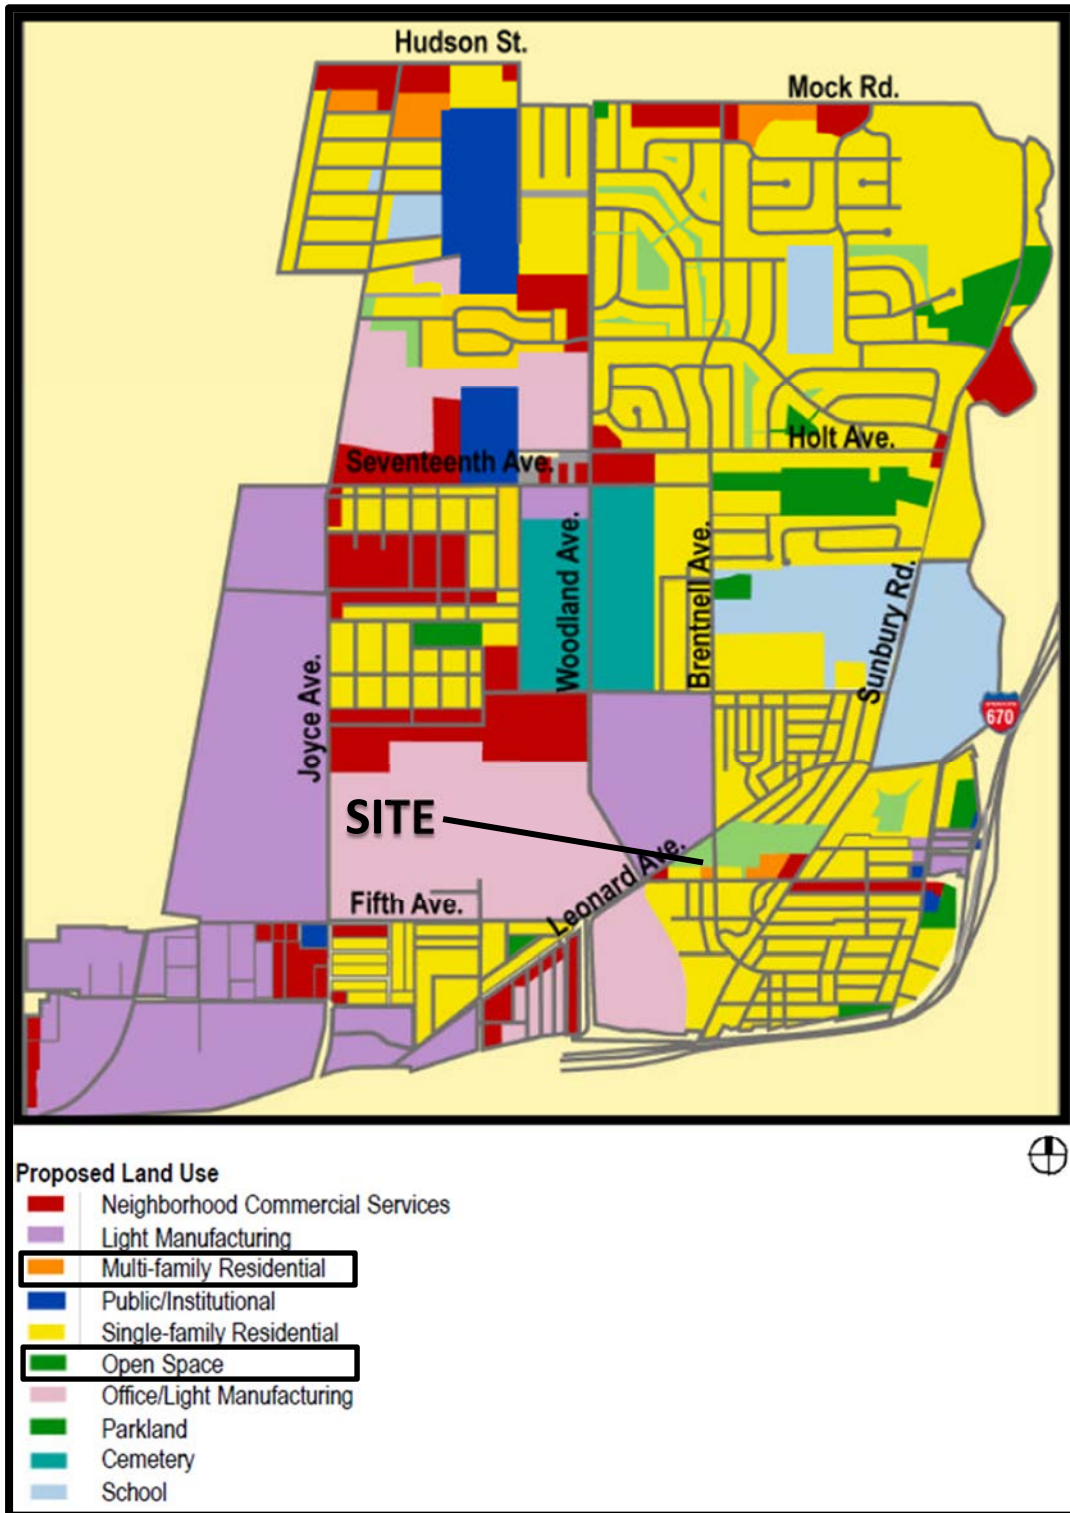 Hudson St.
Mock Rd.
Holt Ave.
Seventeenth Ave.
Woodland Ave.
Brentnell Ave.
Sunbury Rd.
Joyce Ave.
670
SITE
Leonard Ave.
Fifth Ave.
Proposed Land Use
Neighborhood Commercial Services
Light Manufacturing
Multi-family Residential
Public/Institutional
Single-family Residential
Open Space
Office/Light Manufacturing
Parkland
Cemetery
School